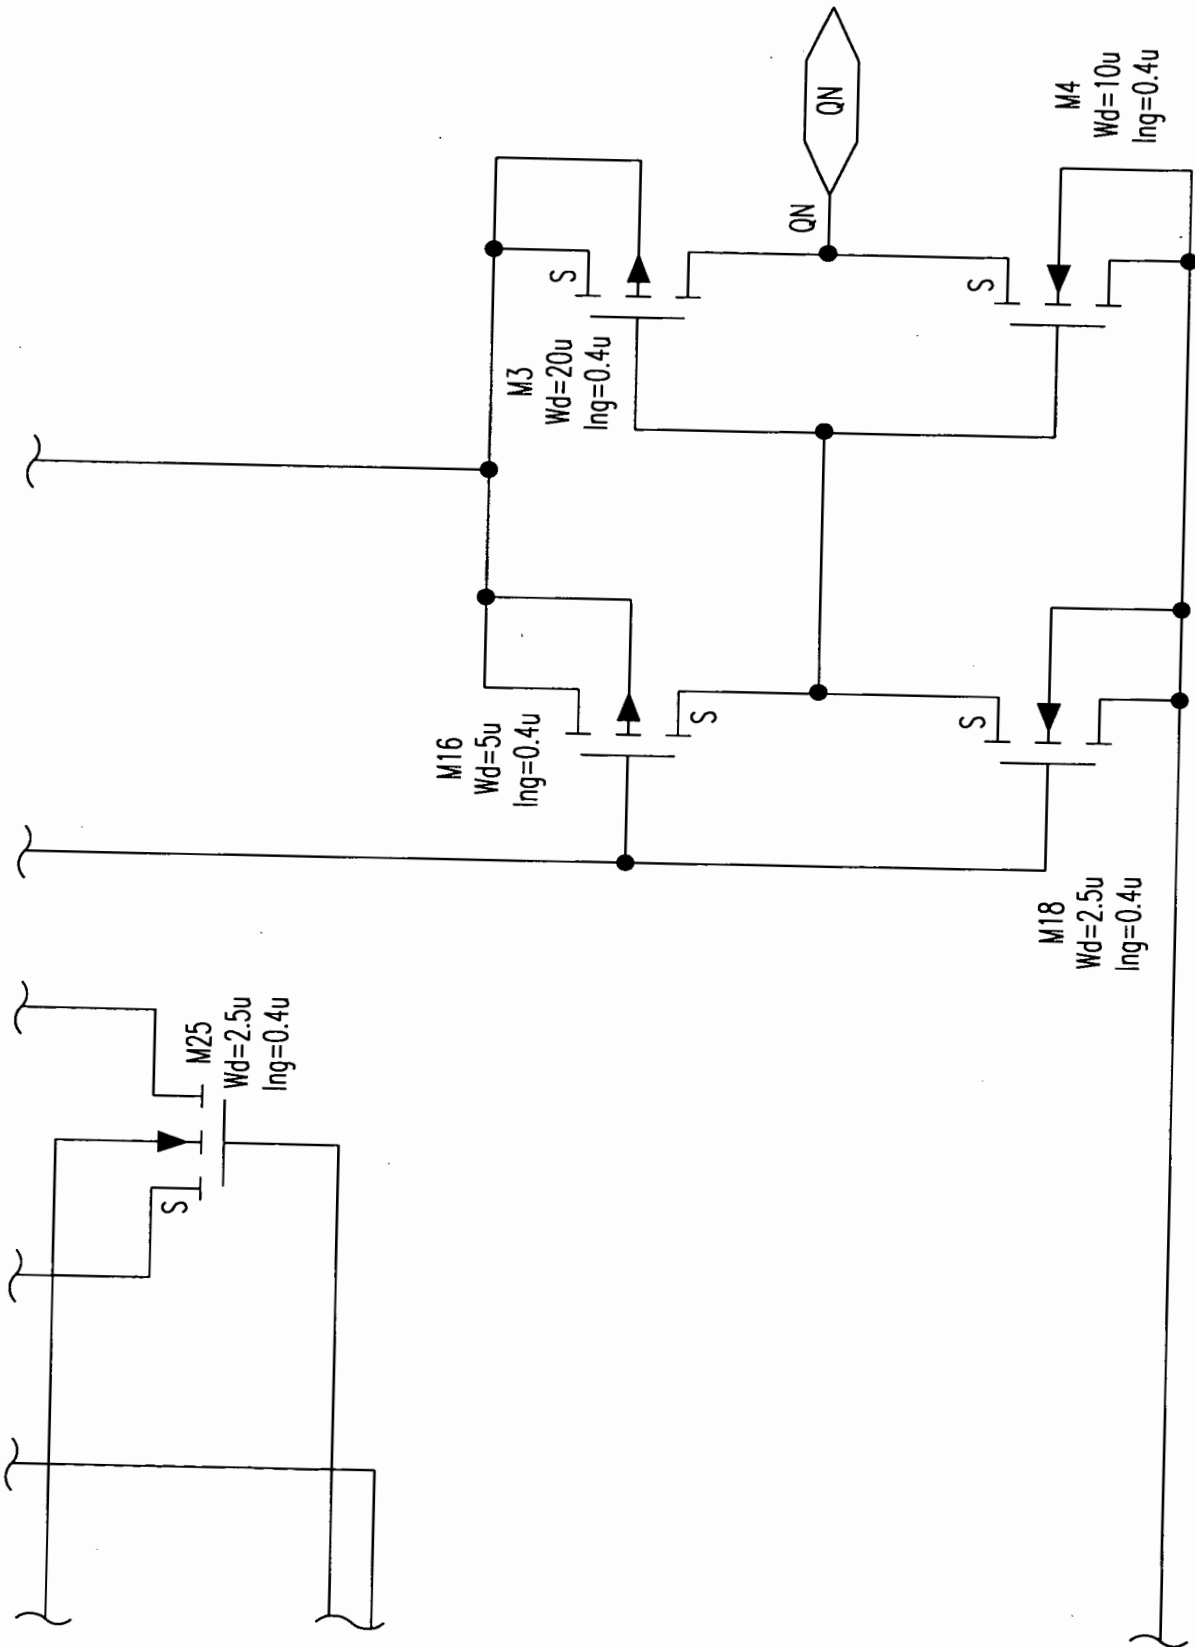 M4
Wd=10u
lng=0.4u
QN
QN
S
S
M3
Wd=20u
lng=0.4u
S
S
M16
Wd=5u
lng=0.4u
M18
Wd=2.5u
lng=0.4u
M25
Wd=2.5u
lng=0.4u
S